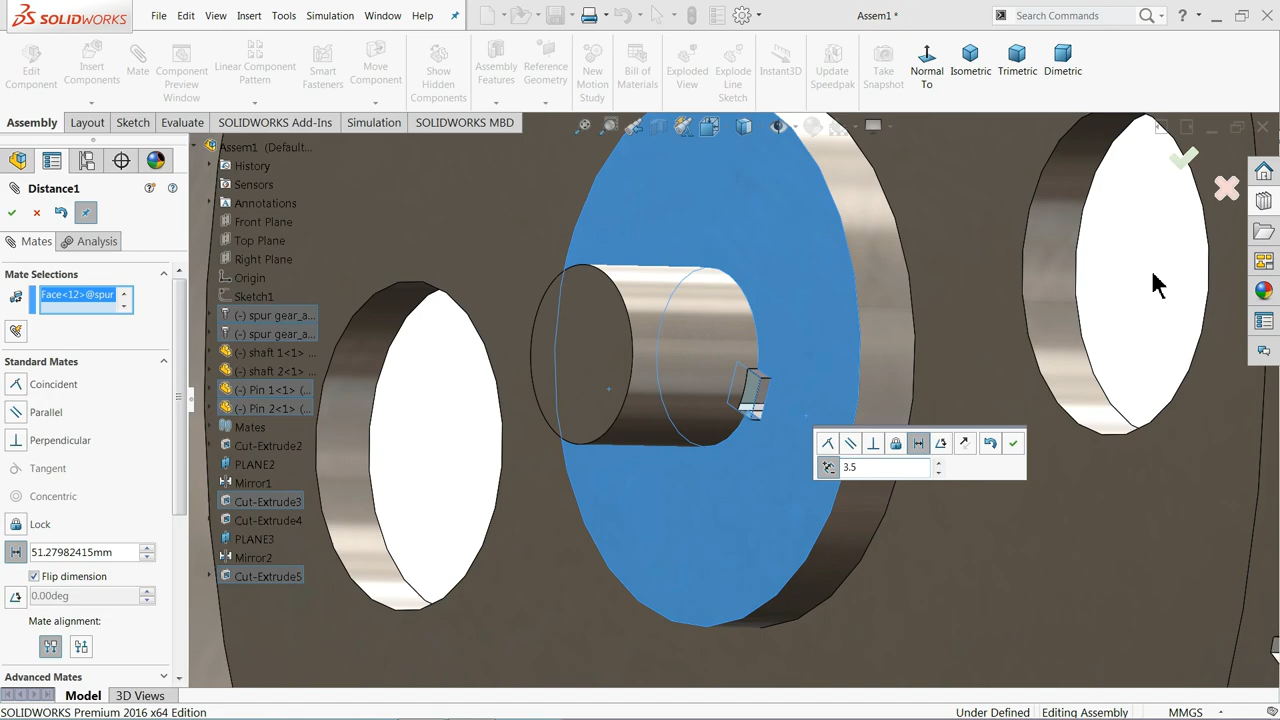 SOLIDWORKS File Edit View Insert Tools Simulation Window Help Assem1 * Search Commands ?
Edit Component
Insert Components
Mate
Component Preview Window
Linear Component Pattern
Smart Fasteners
Move Component
Show Hidden Components
Assembly Features
Reference Geometry
New Motion Study
Bill of Materials
Exploded View
Explode Line Sketch
Instant3D
Update Speedpak
Take Snapshot
Normal To
Isometric
Trimetric
Dimetric
Assembly Layout Sketch Evaluate SOLIDWORKS Add-Ins Simulation SOLIDWORKS MBD
Distance1
Mates Analysis
Mate Selections
Face<12>@spur
Standard Mates
Coincident
Parallel
Perpendicular
Tangent
Concentric
Lock
51.27982415mm
Flip dimension
0.00deg
Mate alignment:
Advanced Mates
Assem1 (Default...
History
Sensors
Annotations
Front Plane
Top Plane
Right Plane
Origin
Sketch1
(-) spur gear_a...
(-) spur gear_a...
(-) shaft 1<1> ...
(-) shaft 2<1> ...
(-) Pin 1<1> (...
(-) Pin 2<1> (...
Mates
Cut-Extrude2
PLANE2
Mirror1
Cut-Extrude3
Cut-Extrude4
PLANE3
Mirror2
Cut-Extrude5
3.5
Model 3D Views
SOLIDWORKS Premium 2016 x64 Edition Under Defined Editing Assembly MMGS